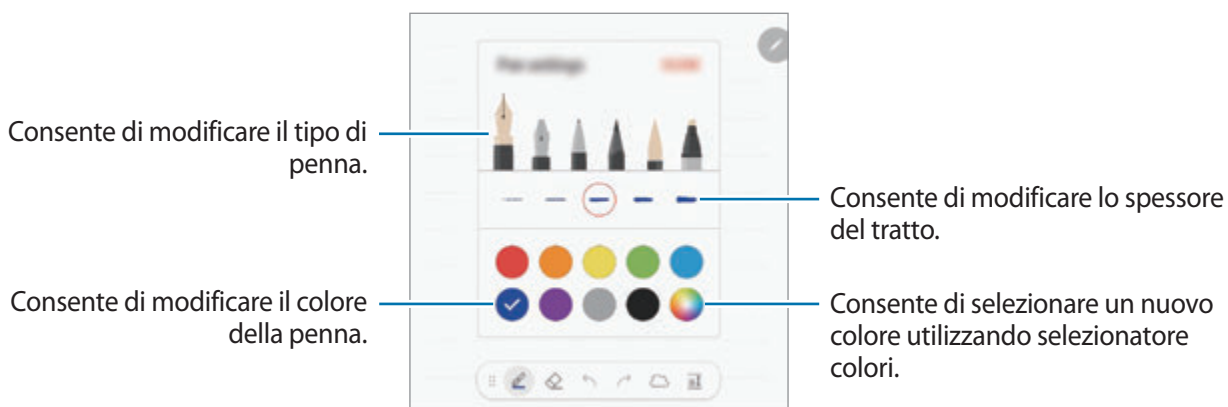 Consente di modificare il tipo di
penna.
Consente di modificare lo spessore
del tratto.
Consente di modificare il colore
della penna.
Consente di selezionare un nuovo
colore utilizzando selezionatore
colori.